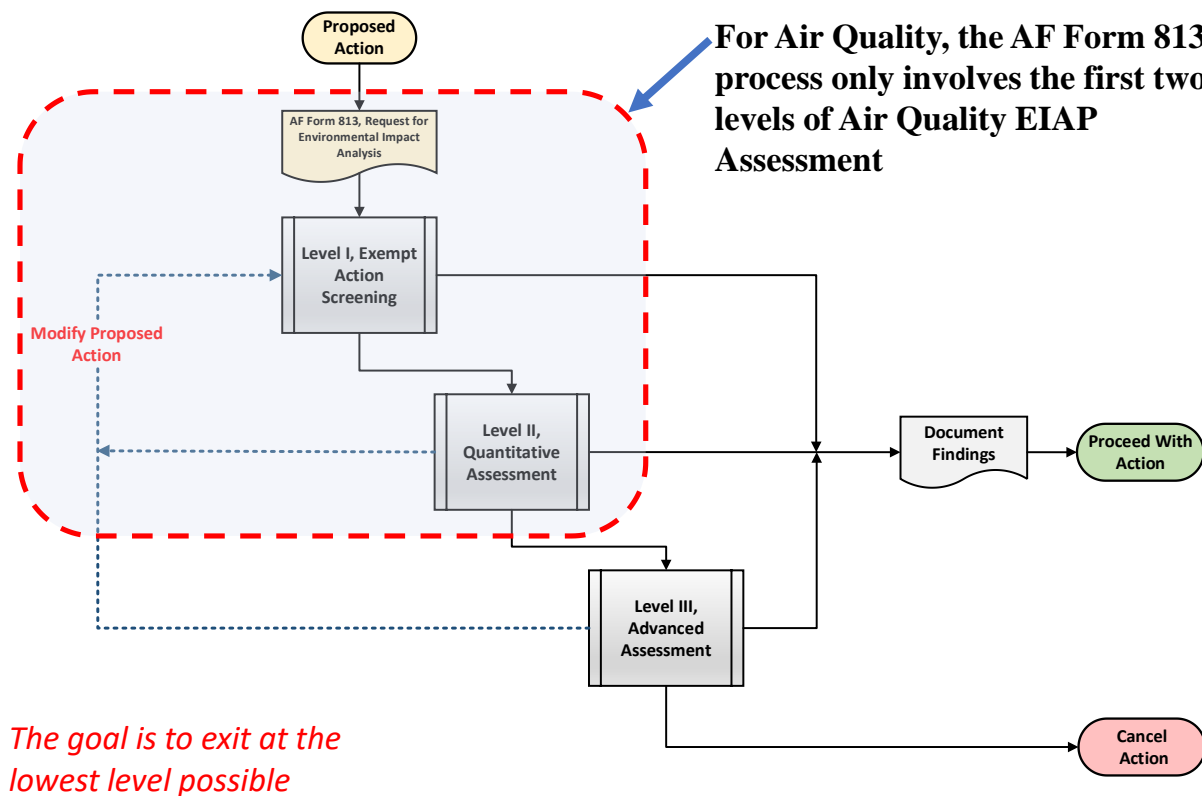 Proposed
Action
For Air Quality, the AF Form 813
process only involves the first two
levels of Air Quality EIAP
Assessment
AF Form 813, Request for
Environmental Impact
Analysis
Level I, Exempt
Action
Screening
Modify Proposed
Action
Level II,
Quantitative
Assessment
Document
Findings
Proceed With
Action
Level III,
Advanced
Assessment
The goal is to exit at the
lowest level possible
Cancel
Action